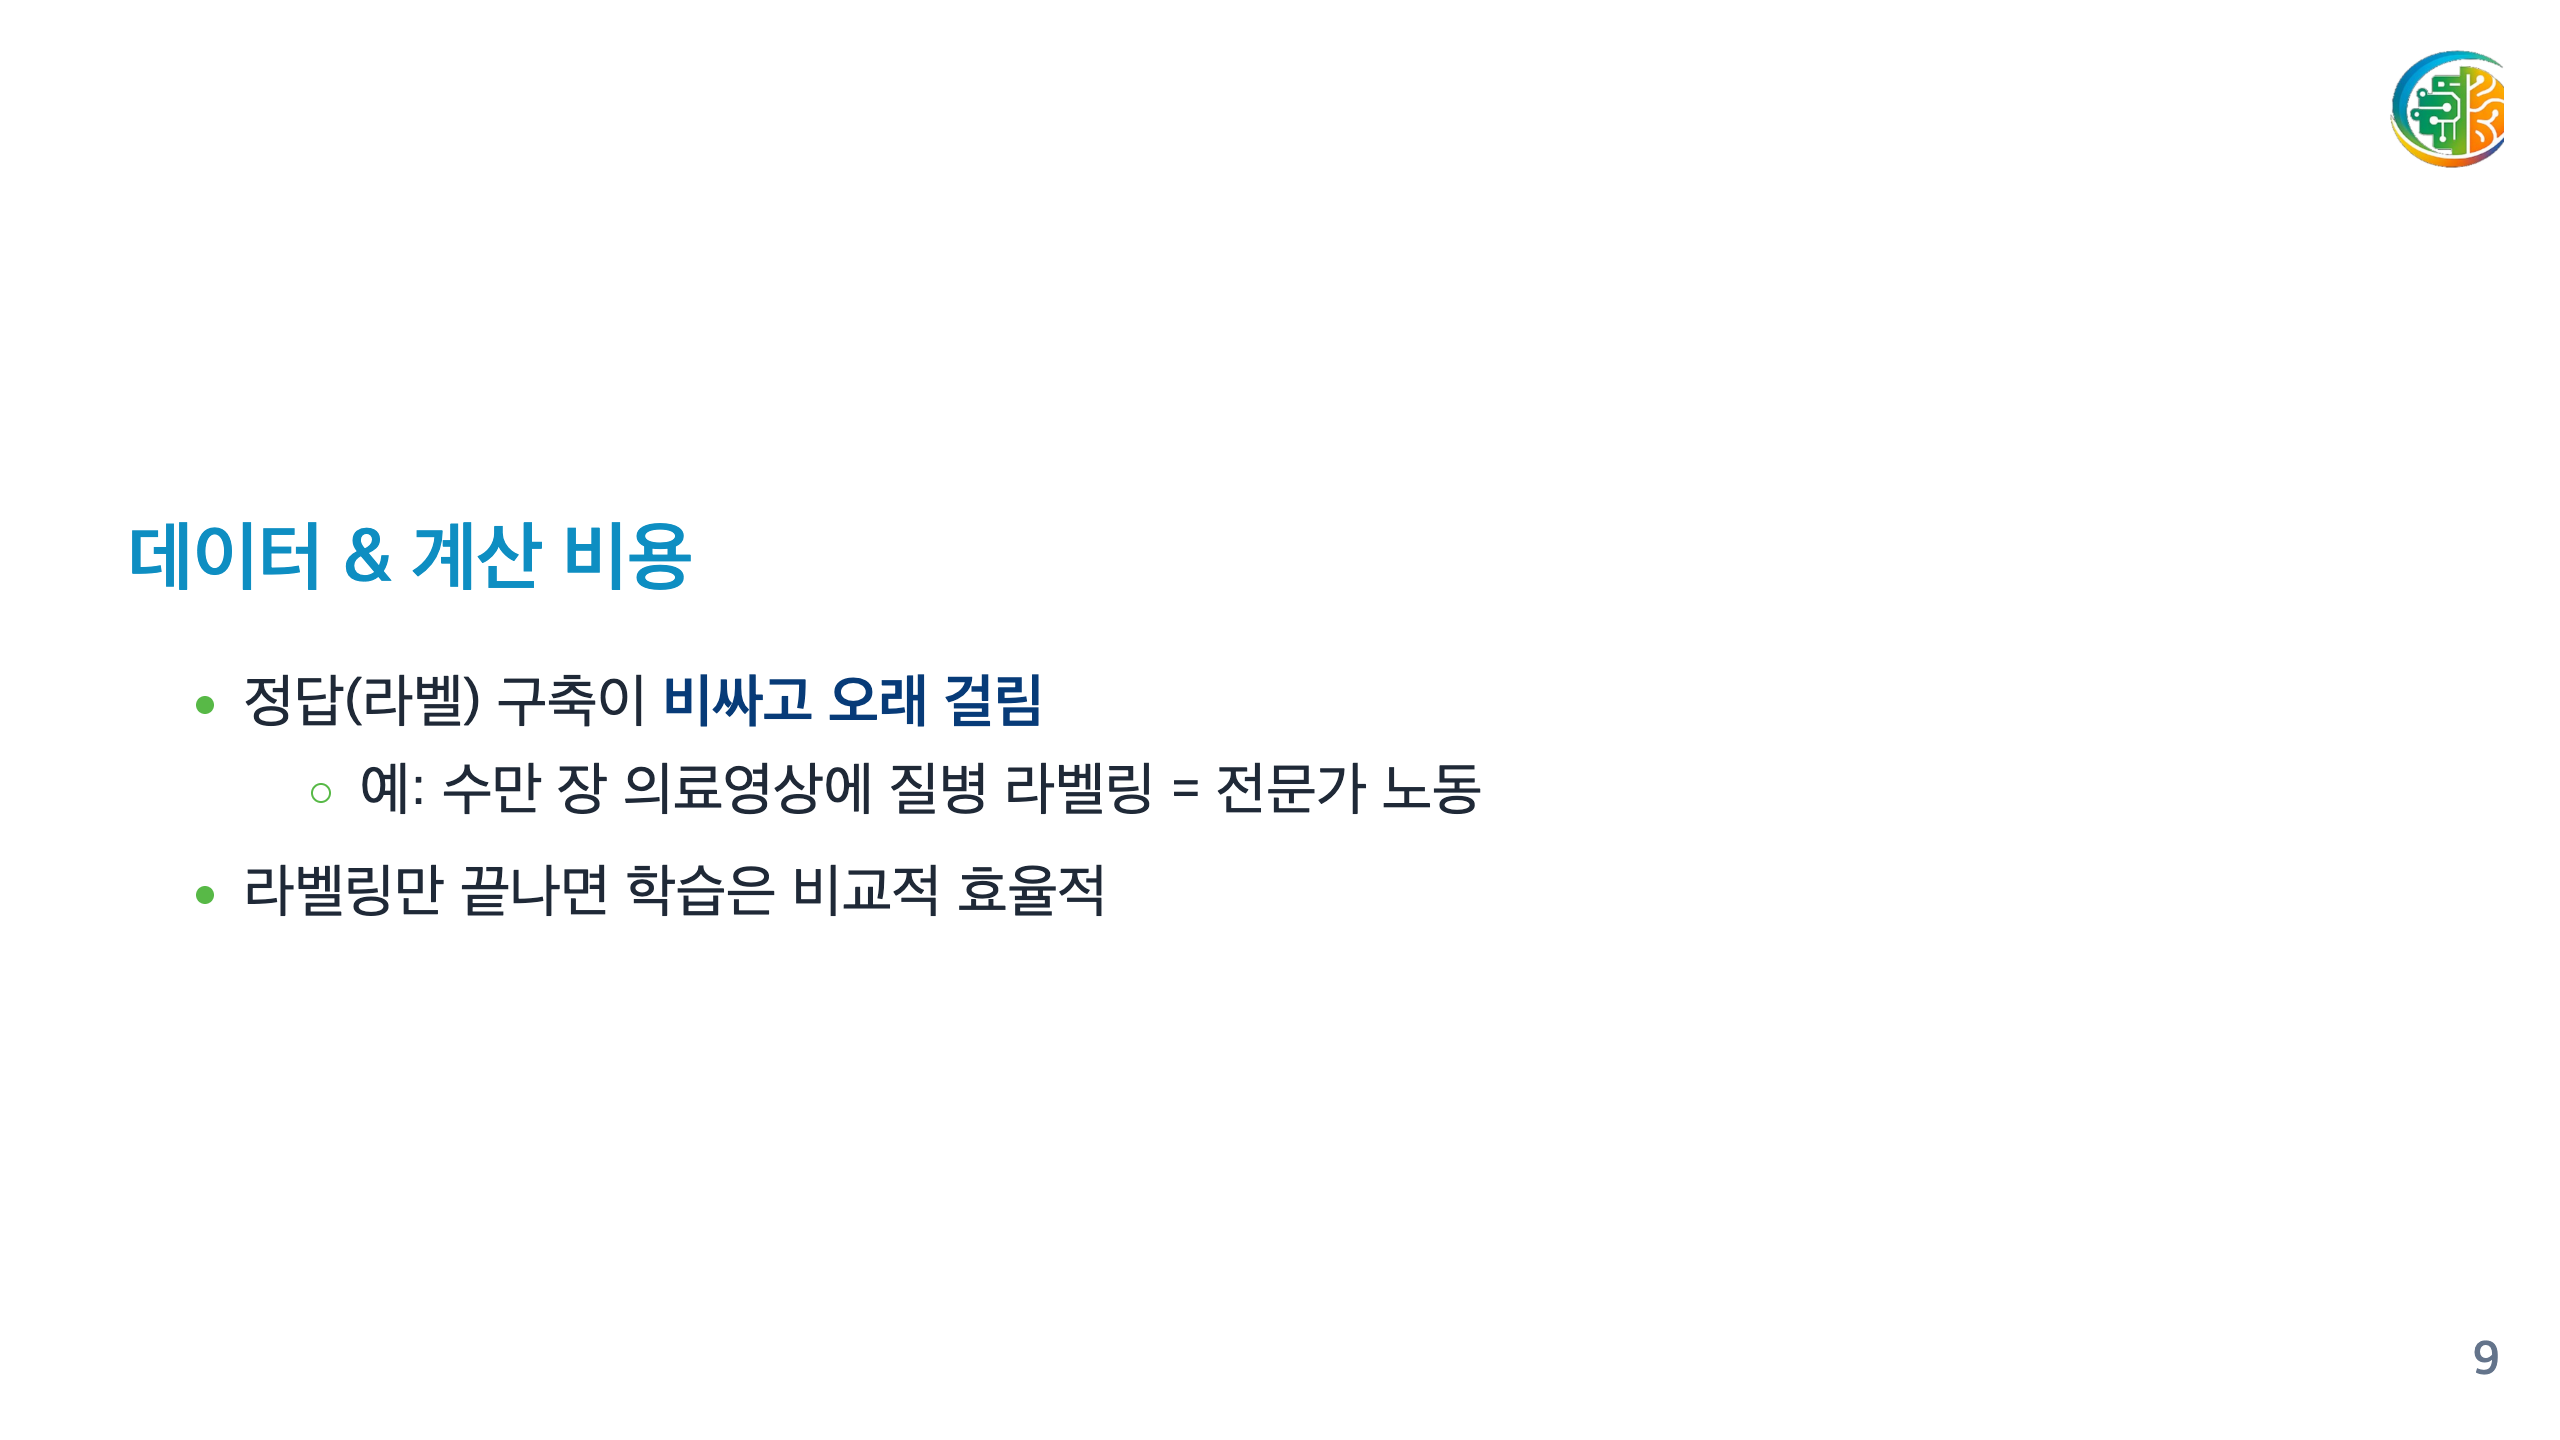 데이터 & 계산 비용
• 정답(라벨) 구축이 비싸고 오래 걸림
○ 예: 수만 장 의료영상에 질병 라벨링 = 전문가 노동
• 라벨링만 끝나면 학습은 비교적 효율적
9